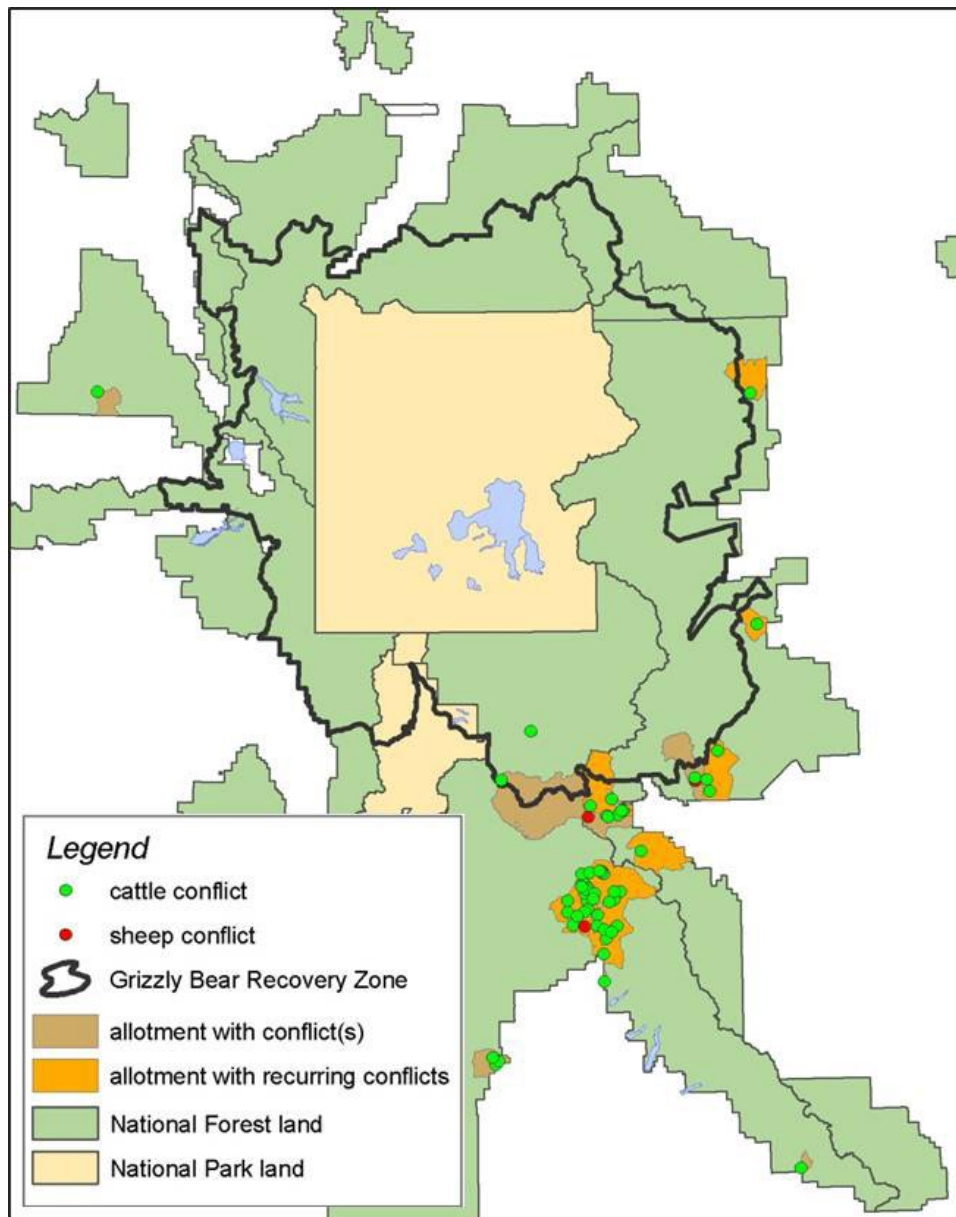 Legend
cattle conflict
sheep conflict
Grizzly Bear Recovery Zone
allotment with conflict(s)
allotment with recurring conflicts
National Forest land
National Park land